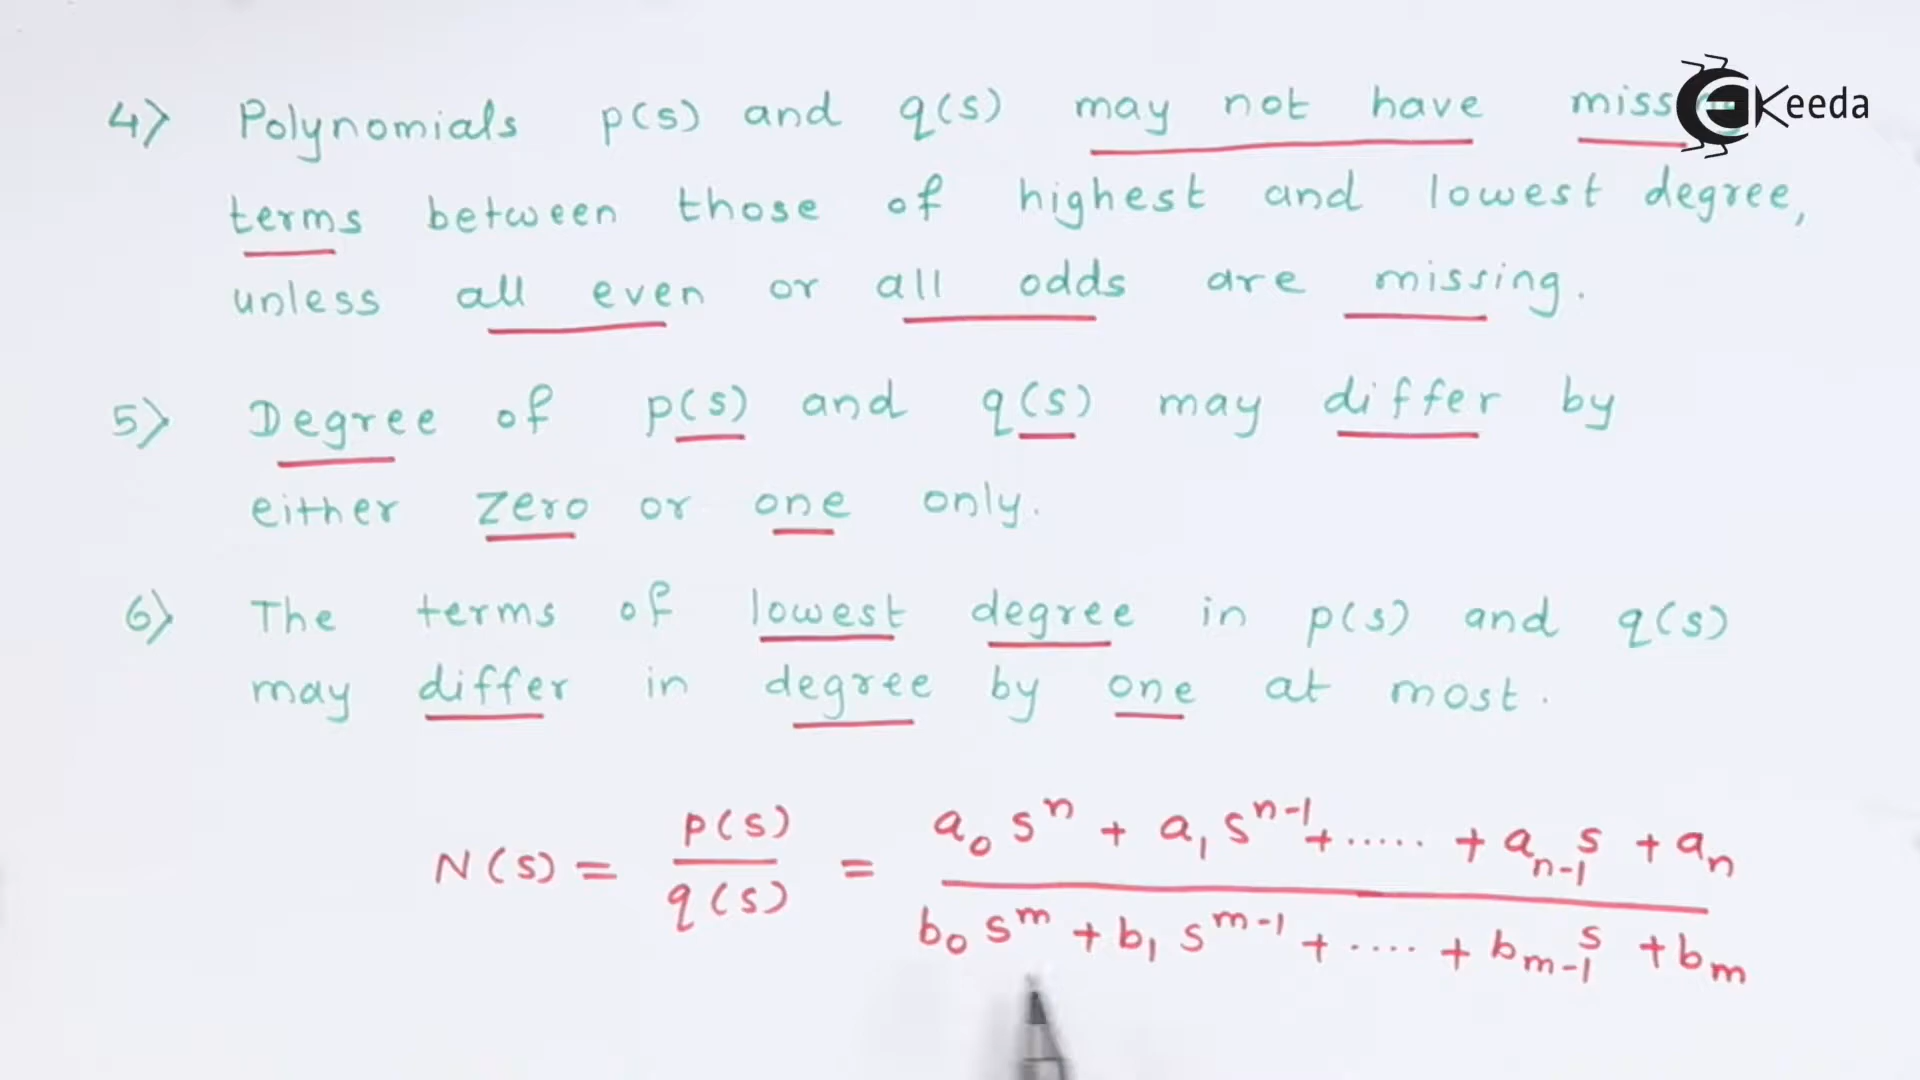 4) Polynomials p(s) and q(s) may not have
terms between those of highest and lowest degree,
unless all even or all odds are missing.
5) Degree of p(s) and q(s) may differ by
either zero or one only.
6) The terms of lowest degree in p(s) and q(s)
may differ in degree by one at most.
N(s) = p(s)/q(s) = (a₀sⁿ + a₁sⁿ⁻¹ + ..... + aₙ₋₁s + aₙ)/(b₀sᵐ + b₁sᵐ⁻¹ + .... + bₘ₋₁s + bₘ)
Keeda